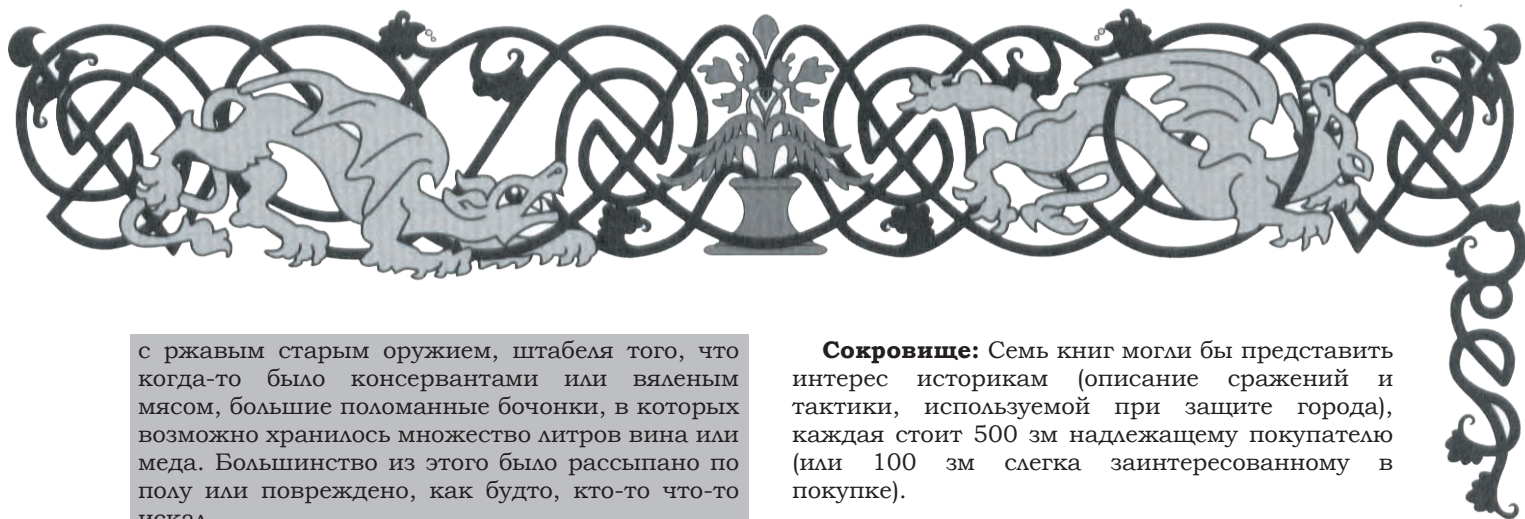 с ржавым старым оружием, штабеля того, что
когда-то было консервантами или вяленым
мясом, большие поломанные бочонки, в которых
возможно хранилось множество литров вина или
меда. Большинство из этого было рассыпано по
полу или повреждено, как будто, кто-то что-то
искал
Сокровище: Семь книг могли бы представить
интерес историкам (описание сражений и
тактики, используемой при защите города),
каждая стоит 500 зм надлежащему покупателю
(или 100 зм слегка заинтересованному в
покупке).